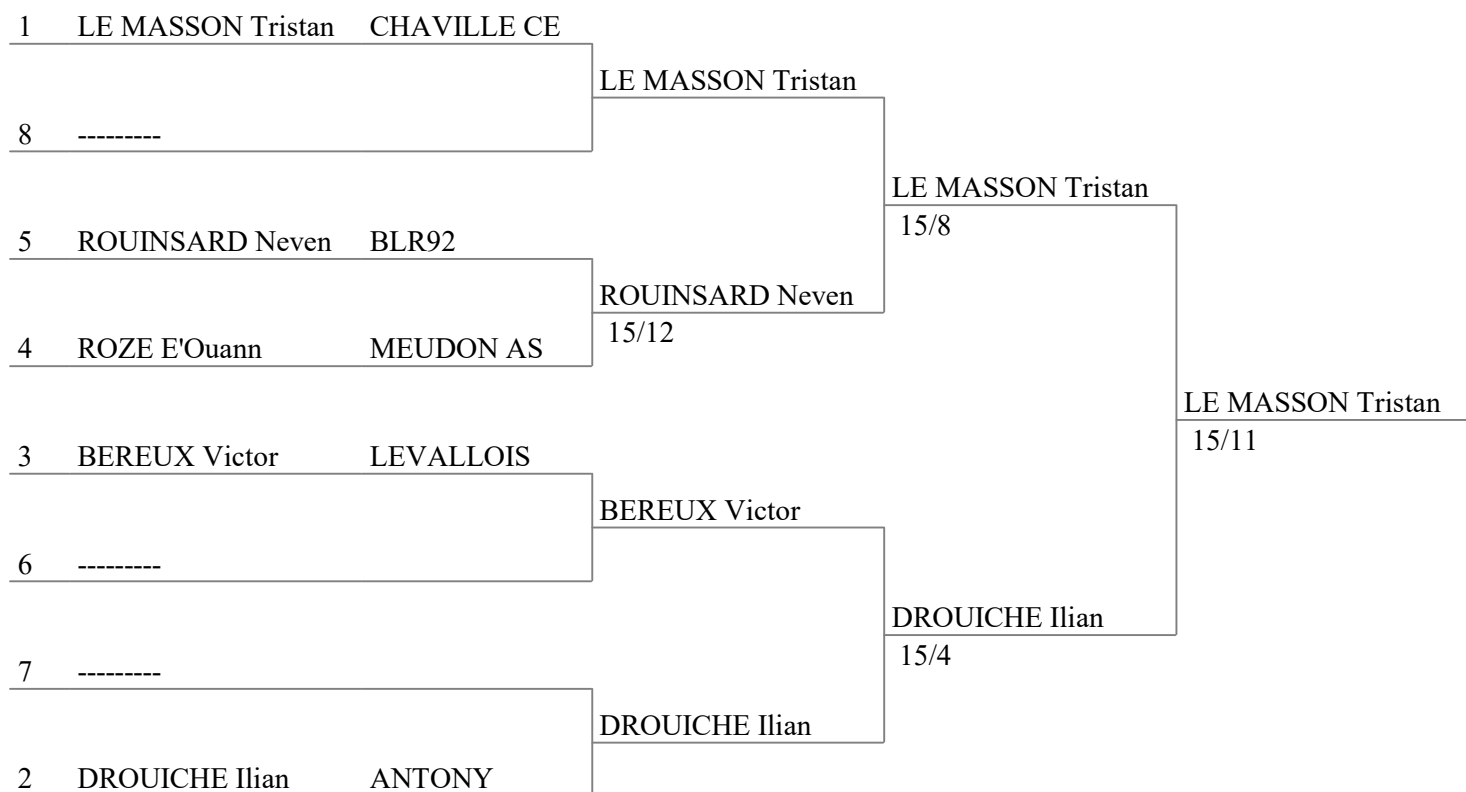 1 LE MASSON Tristan CHAVILLE CE
LE MASSON Tristan
8 ---------
LE MASSON Tristan
15/8
5 ROUINSARD Neven BLR92
ROUINSARD Neven
15/12
4 ROZE E'Ouann MEUDON AS
LE MASSON Tristan
15/11
3 BEREUX Victor LEVALLOIS
BEREUX Victor
6 ---------
DROUICHE Ilian
15/4
7 ---------
DROUICHE Ilian
2 DROUICHE Ilian ANTONY